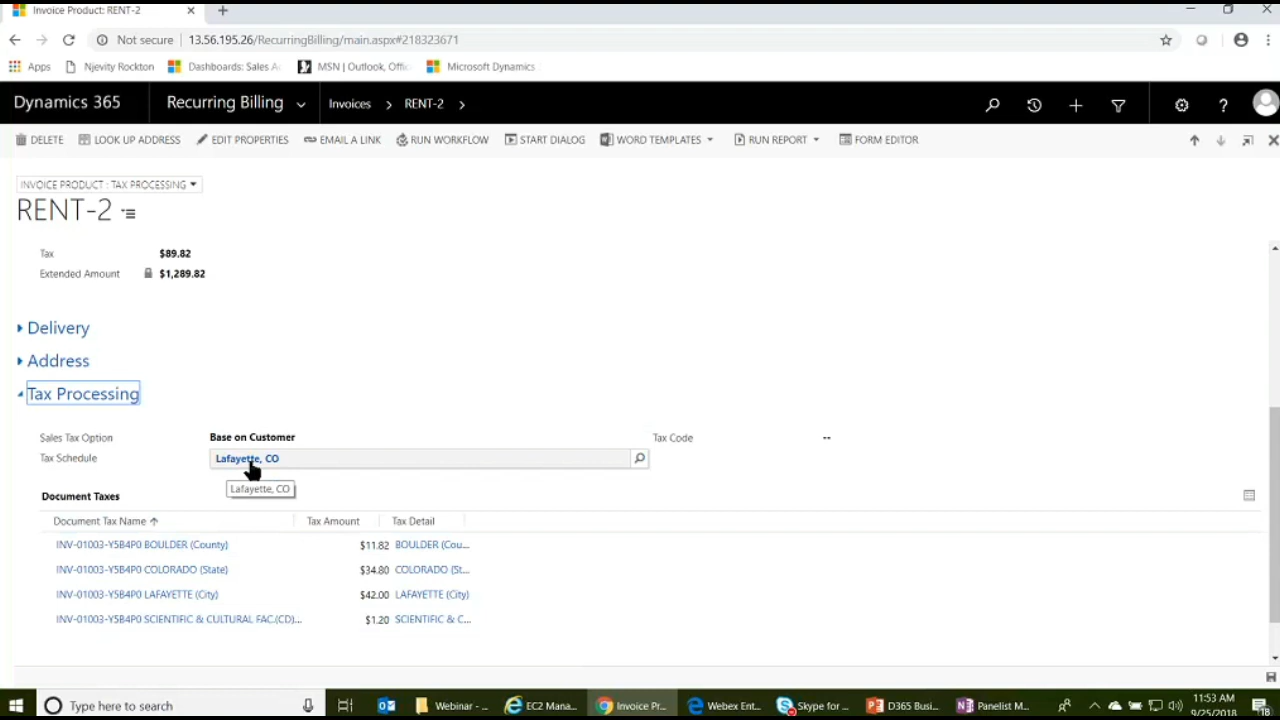 Invoice Product: RENT-2
Not secure
13.56.195.26/RecurringBilling/main.aspx#218323671
Apps
Njevity Rockton
Dashboards: Sales A
MSN | Outlook, Offic
Microsoft Dynamics
Dynamics 365
Recurring Billing
Invoices
RENT-2
?
DELETE
LOOK UP ADDRESS
EDIT PROPERTIES
EMAIL A LINK
RUN WORKFLOW
START DIALOG
WORD TEMPLATES
RUN REPORT
FORM EDITOR
INVOICE PRODUCT : TAX PROCESSING
RENT-2
Tax $89.82
Extended Amount $1,289.82
Delivery
Address
Tax Processing
Sales Tax Option Base on Customer Tax Code --
Tax Schedule Lafayette, CO
Lafayette, CO
Document Taxes
Document Tax Name Tax Amount Tax Detail
INV-01003-Y5B4P0 BOULDER (County) $11.82 BOULDER (Cou...
INV-01003-Y5B4P0 COLORADO (State) $34.80 COLORADO (St...
INV-01003-Y5B4P0 LAFAYETTE (City) $42.00 LAFAYETTE (City)
INV-01003-Y5B4P0 SCIENTIFIC & CULTURAL FAC.(CD)... $1.20 SCIENTIFIC & C...
Type here to search
Webinar - ...
EC2 Mana...
Invoice Pr...
Webex Ent...
Skype for ...
D365 Busi...
Panelist M...
11:53 AM
9/25/2018
18